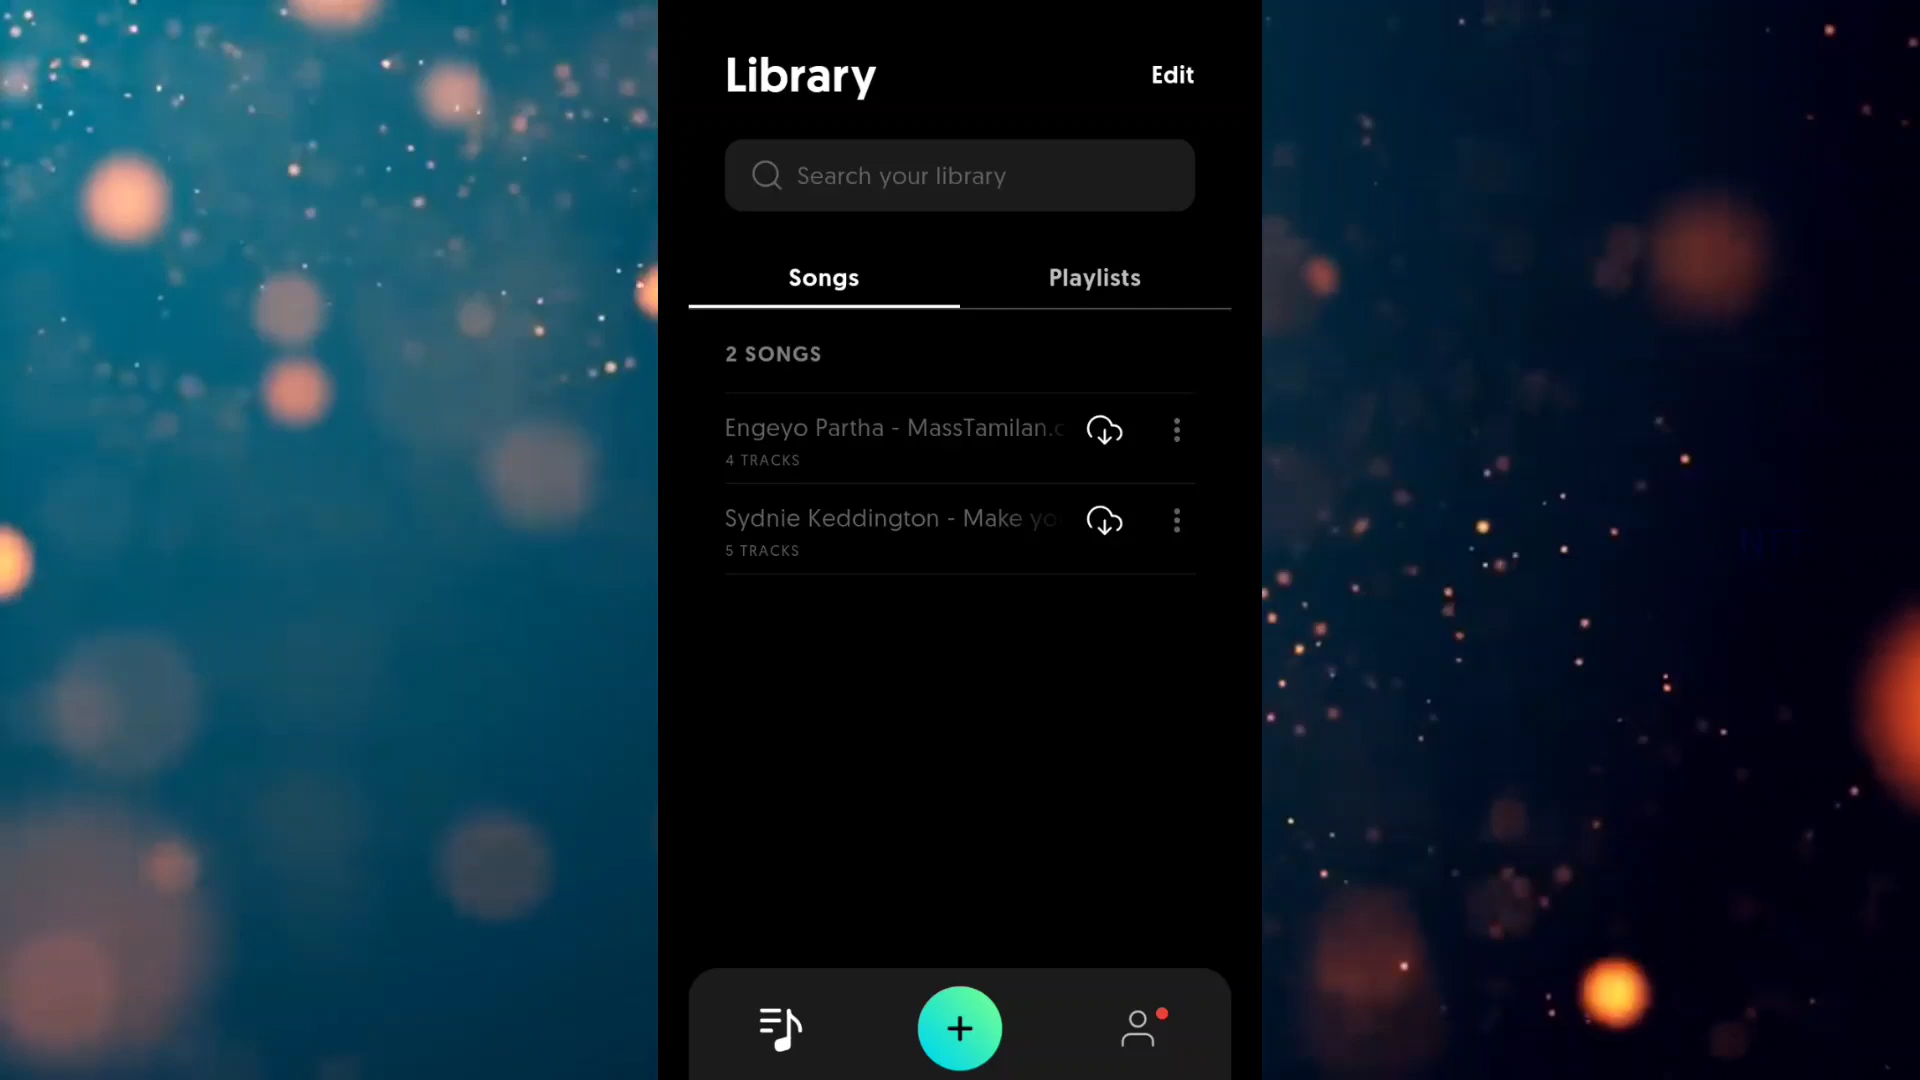 Library
Edit
Search your library
Songs
Playlists
2 SONGS
Engeyo Partha - MassTamilan.c
4 TRACKS
Sydnie Keddington - Make yo
5 TRACKS